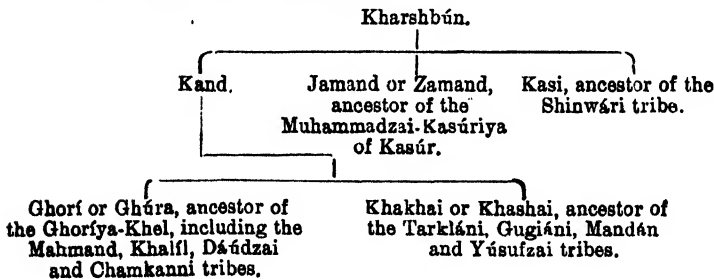 Kharshbún.
Kand.
Jamand or Zamand,
ancestor of the
Muhammadzai-Kasúriya
of Kasúr.
Kasi, ancestor of the
Shinwári tribe.
Ghorí or Ghúra, ancestor of
the Ghoríya-Khel, including the
Mahmand, Khalíl, Dáúdzai
and Chamkanni tribes.
Khakhai or Khashai, ancestor of
the Tarkláni, Gugiáni, Mandán
and Yúsufzai tribes.